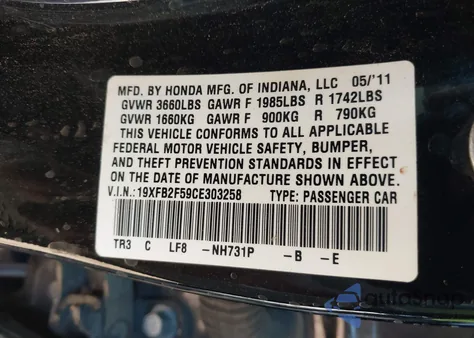 MFD. BY HONDA MFG. OF INDIANA, LLC 05/'11
GVWR 3660LBS GAWR F 1985LBS R 1742LBS
GVWR 1660KG GAWR F 900KG R 790KG
THIS VEHICLE CONFORMS TO ALL APPLICABLE
FEDERAL MOTOR VEHICLE SAFETY, BUMPER,
AND THEFT PREVENTION STANDARDS IN EFFECT
ON THE DATE OF MANUFACTURE SHOWN ABOVE.
V.I.N.: 19XFB2F59CE303258 TYPE: PASSENGER CAR
TR3 C LF8 -NH731P -B -E
autosnap